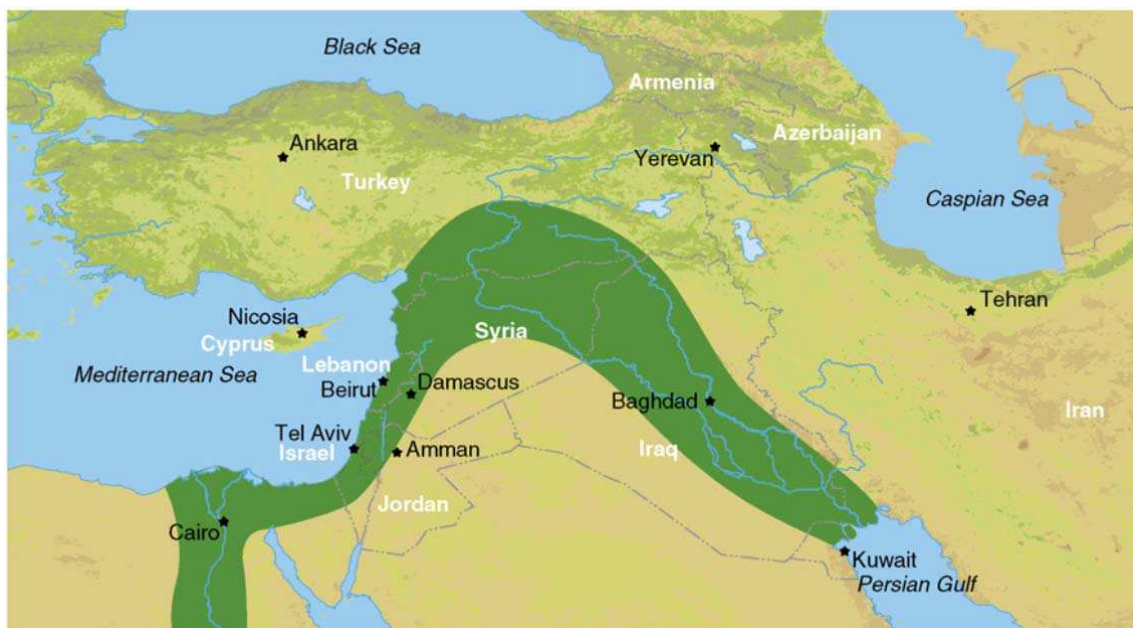 Black Sea
Armenia
Ankara
Yerevan
Azerbaijan
Turkey
Caspian Sea
Tehran
Nicosia
Cyprus
Syria
Lebanon
Mediterranean Sea
Beirut
Damascus
Baghdad
Iran
Tel Aviv
Israel
Amman
Iraq
Jordan
Cairo
Kuwait
Persian Gulf